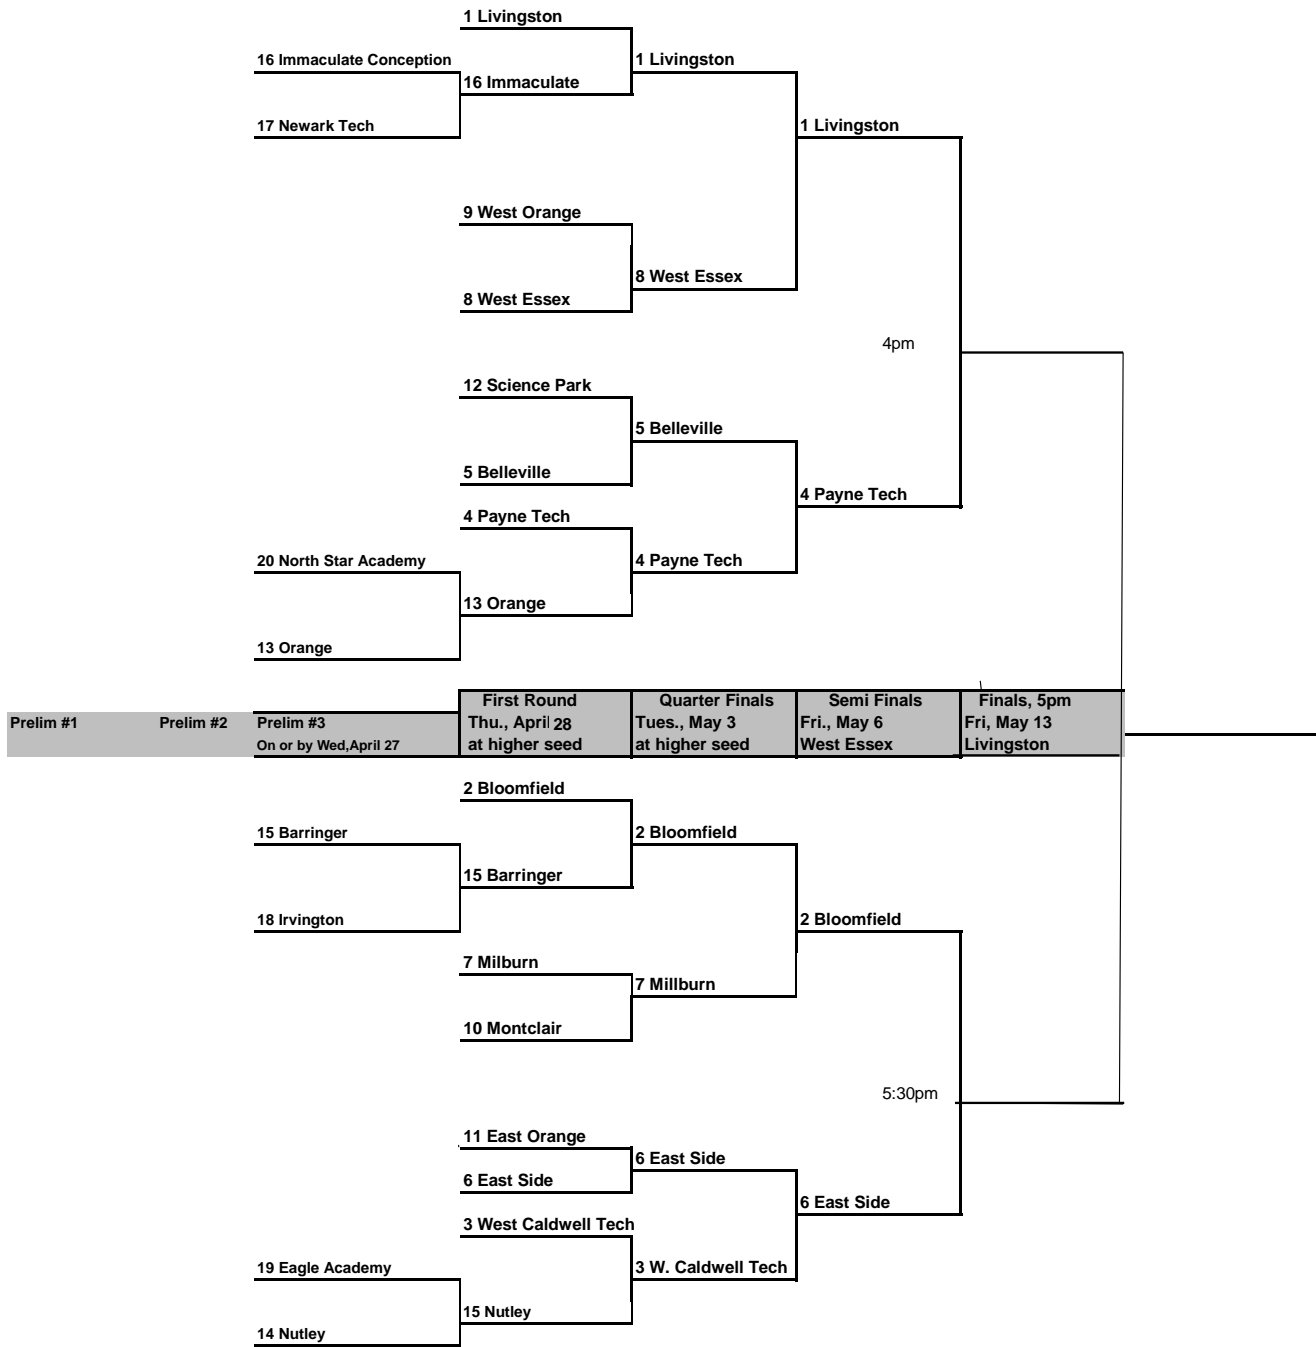 1 Livingston
16 Immaculate Conception
1 Livingston
16 Immaculate
17 Newark Tech
1 Livingston
9 West Orange
8 West Essex
8 West Essex
4pm
12 Science Park
5 Belleville
5 Belleville
4 Payne Tech
4 Payne Tech
20 North Star Academy
4 Payne Tech
13 Orange
13 Orange
First Round
Quarter Finals
Semi Finals
Finals, 5pm
Prelim #1
Prelim #2
Prelim #3
Thu., April 28
Tues., May 3
Fri., May 6
Fri, May 13
On or by Wed,April 27
at higher seed
at higher seed
West Essex
Livingston
2 Bloomfield
15 Barringer
2 Bloomfield
15 Barringer
18 Irvington
2 Bloomfield
7 Milburn
7 Millburn
10 Montclair
5:30pm
11 East Orange
6 East Side
6 East Side
6 East Side
3 West Caldwell Tech
19 Eagle Academy
3 W. Caldwell Tech
15 Nutley
14 Nutley